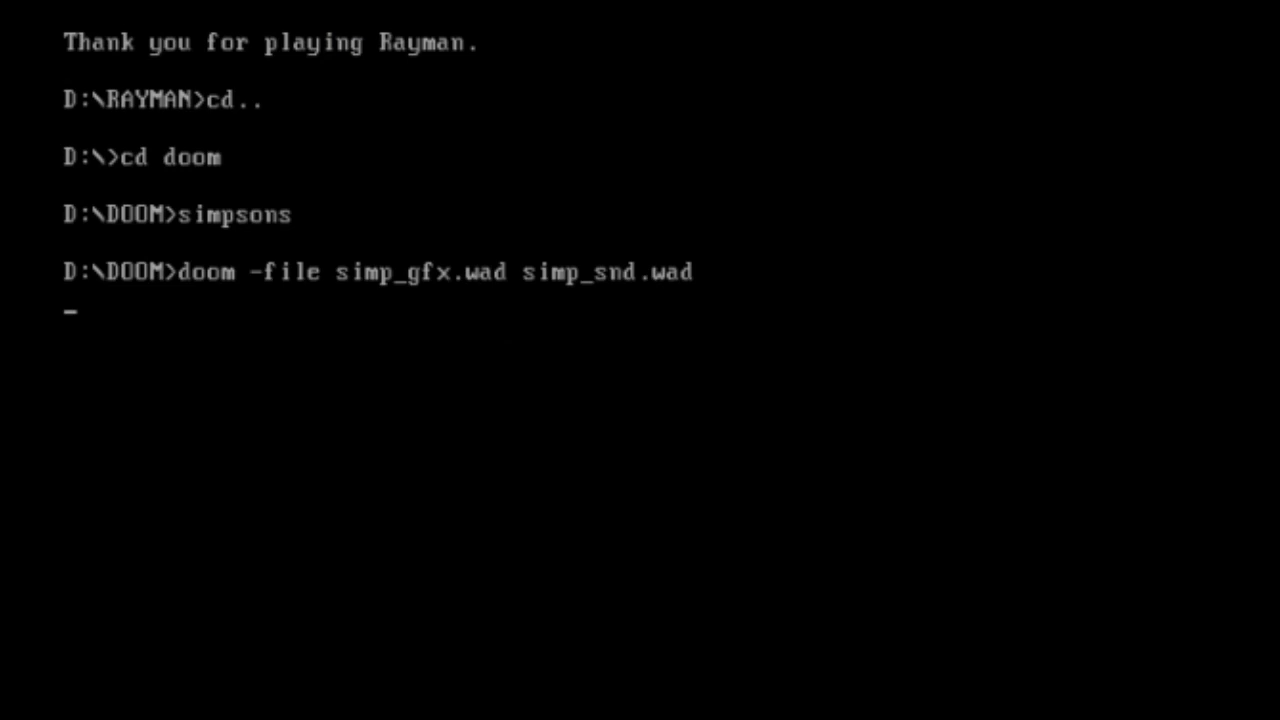 Thank you for playing Rayman.
D:\RAYMAN>cd..
D:\>cd doom
D:\DOOM>simpsons
D:\DOOM>doom -file simp_gfx.wad simp_snd.wad